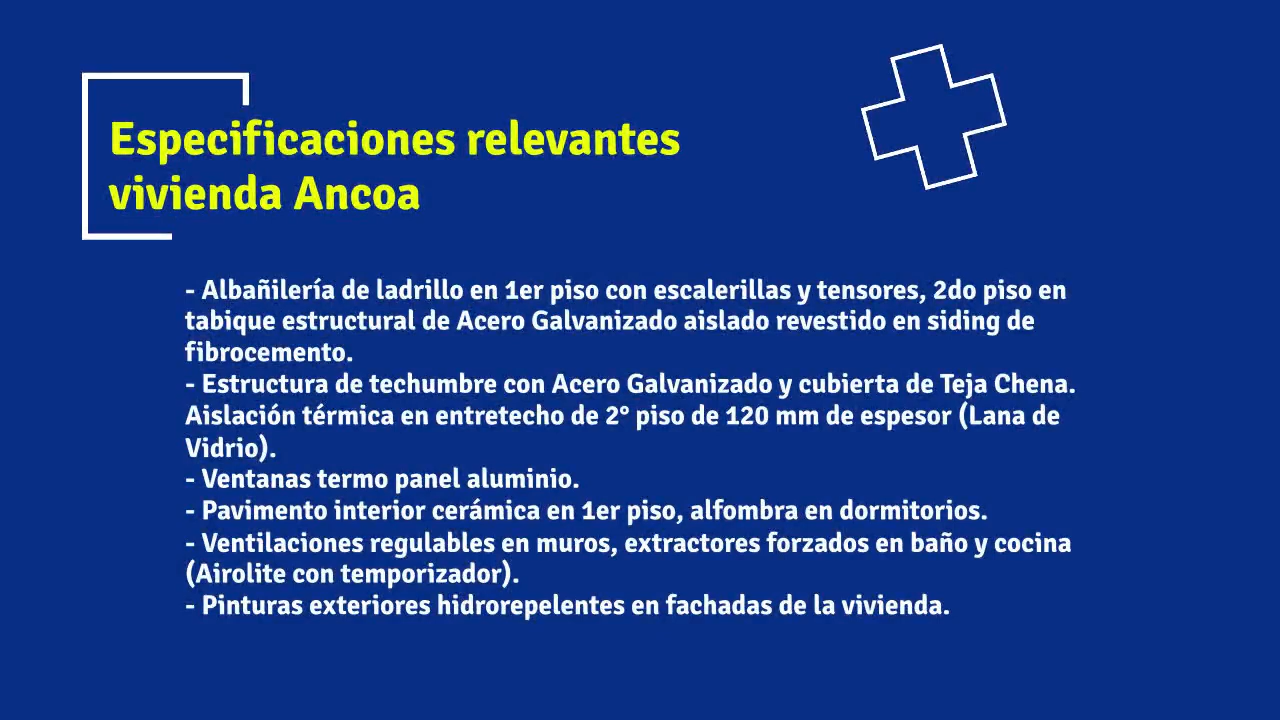 Especificaciones relevantes
vivienda Ancoa
- Albañilería de ladrillo en 1er piso con escalerillas y tensores, 2do piso en
tabique estructural de Acero Galvanizado aislado revestido en siding de
fibrocemento.
- Estructura de techumbre con Acero Galvanizado y cubierta de Teja Chena.
Aislación térmica en entretecho de 2° piso de 120 mm de espesor (Lana de
Vidrio).
- Ventanas termo panel aluminio.
- Pavimento interior cerámica en 1er piso, alfombra en dormitorios.
- Ventilaciones regulables en muros, extractores forzados en baño y cocina
(Airolite con temporizador).
- Pinturas exteriores hidrorepelentes en fachadas de la vivienda.